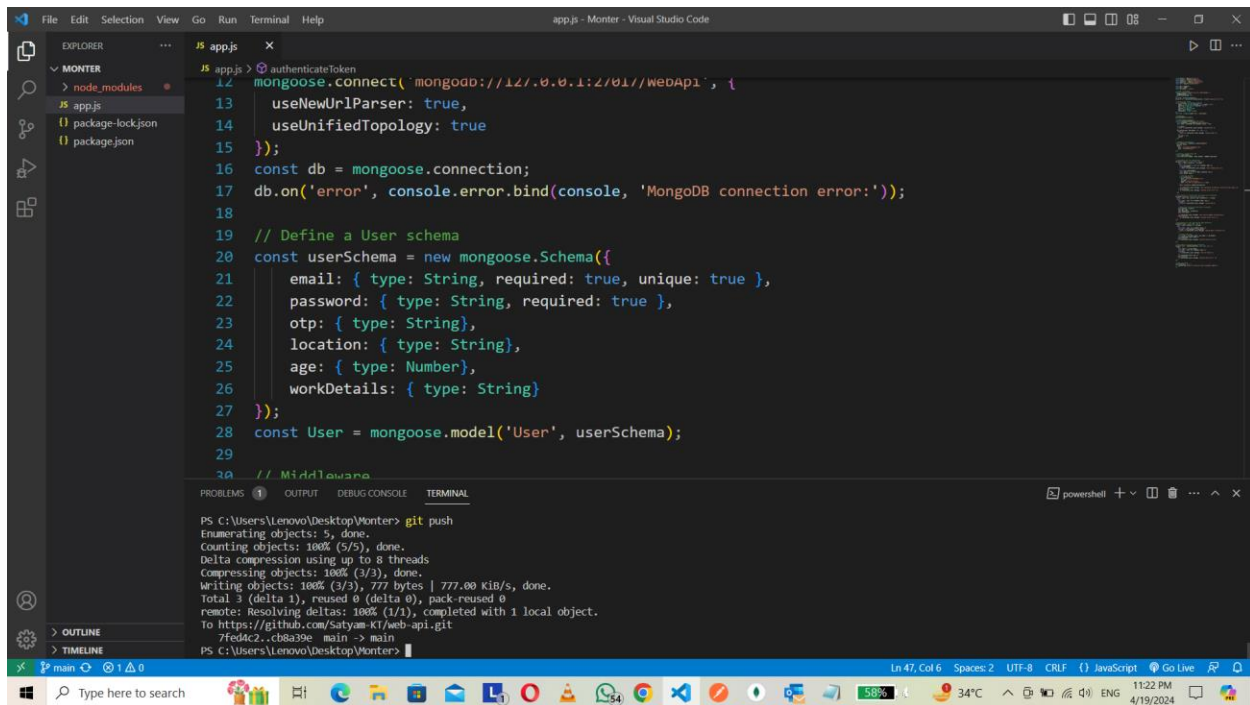 File Edit Selection View Go Run Terminal Help
app.js - Monter - Visual Studio Code
EXPLORER
MONTER
node_modules
JS app.js
{} package-lock.json
{} package.json
OUTLINE
TIMELINE
JS app.js
JS app.js > authenticateToken
12 mongoose.connect('mongodb://127.0.0.1:27017/WebApi', {
13 useNewUrlParser: true,
14 useUnifiedTopology: true
15 });
16 const db = mongoose.connection;
17 db.on('error', console.error.bind(console, 'MongoDB connection error:'));
18
19 // Define a User schema
20 const userSchema = new mongoose.Schema({
21 email: { type: String, required: true, unique: true },
22 password: { type: String, required: true },
23 otp: { type: String},
24 location: { type: String},
25 age: { type: Number},
26 workDetails: { type: String}
27 });
28 const User = mongoose.model('User', userSchema);
29
30 // Middleware
PROBLEMS 1 OUTPUT DEBUG CONSOLE TERMINAL
powershell
PS C:\Users\Lenovo\Desktop\Monter> git push
Enumerating objects: 5, done.
Counting objects: 100% (5/5), done.
Delta compression using up to 8 threads
Compressing objects: 100% (3/3), done.
Writing objects: 100% (3/3), 777 bytes | 777.00 KiB/s, done.
Total 3 (delta 1), reused 0 (delta 0), pack-reused 0
remote: Resolving deltas: 100% (1/1), completed with 1 local object.
To https://github.com/Satyam-KT/web-api.git
7fed4c2..cb8a39e main -> main
PS C:\Users\Lenovo\Desktop\Monter>
main 1 0
Ln 47, Col 6 Spaces: 2 UTF-8 CRLF {} JavaScript Go Live
Type here to search
54
58%
34°C
ENG
11:22 PM
4/19/2024